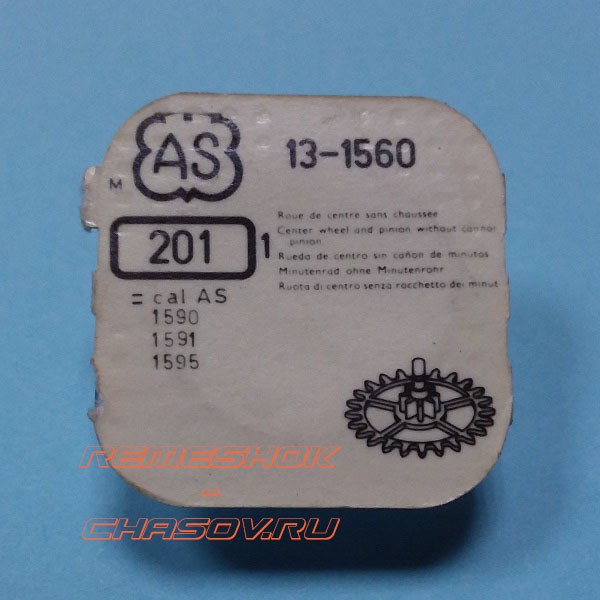 AS
13-1560
M
201 1
Roue de centre sans chaussée
Center wheel and pinion without cannon
pinion
Rueda de centro sin cañon de minutos
Minutenrad ohne Minutenrohr
Ruota di centro senza rocchetto dei minut
= cal AS
1590
1591
1595
REMESHOK
-
CHASOV.RU